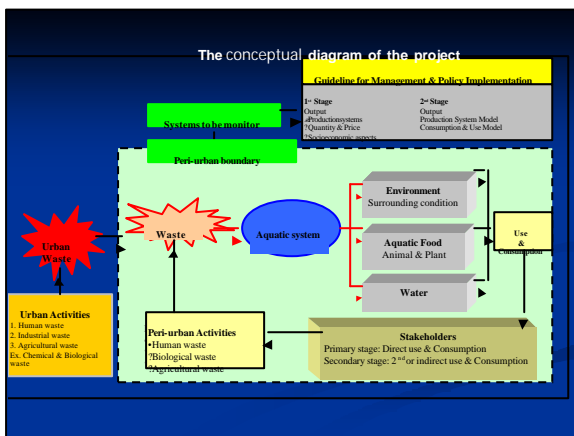 The conceptual diagram of the project
Guideline for Management & Policy Implementation
1st Stage
Output
•Productionsystems
?Quantity & Price
?Socioeconomic aspects
2nd Stage
Output
Production System Model
Consumption & Use Model
Systems to be monitor
Peri-urban boundary
Urban
Waste
Waste
Aquatic system
Environment
Surrounding condition
Aquatic Food
Animal & Plant
Water
Use
&
Consumption
Urban Activities
1. Human waste
2. Industrial waste
3. Agricultural waste
Ex. Chemical & Biological
waste
Peri-urban Activities
•Human waste
?Biological waste
?Agricultural waste
Stakeholders
Primary stage: Direct use & Consumption
Secondary stage: 2nd or indirect use & Consumption